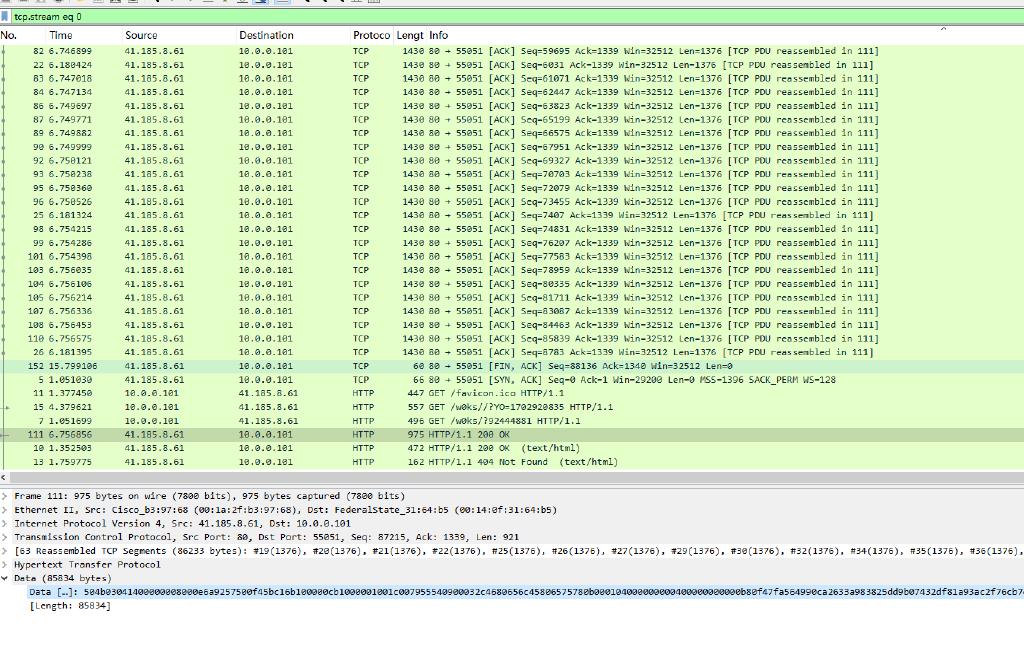 tcp.stream eq 0
No. Time Source Destination Protoco Lengt Info
82 6.746899 41.185.8.61 10.0.0.101 TCP 1430 80 → 55051 [ACK] Seq=59695 Ack=1339 Win=32512 Len=1376 [TCP PDU reassembled in 111]
22 6.180424 41.185.8.61 10.0.0.101 TCP 1430 80 → 55051 [ACK] Seq=6031 Ack=1339 Win=32512 Len=1376 [TCP PDU reassembled in 111]
83 6.747018 41.185.8.61 10.0.0.101 TCP 1430 80 → 55051 [ACK] Seq=61071 Ack=1339 Win=32512 Len=1376 [TCP PDU reassembled in 111]
84 6.747134 41.185.8.61 10.0.0.101 TCP 1430 80 → 55051 [ACK] Seq=62447 Ack=1339 Win=32512 Len=1376 [TCP PDU reassembled in 111]
86 6.749697 41.185.8.61 10.0.0.101 TCP 1430 80 → 55051 [ACK] Seq=63823 Ack=1339 Win=32512 Len=1376 [TCP PDU reassembled in 111]
87 6.749771 41.185.8.61 10.0.0.101 TCP 1430 80 → 55051 [ACK] Seq=65199 Ack=1339 Win=32512 Len=1376 [TCP PDU reassembled in 111]
89 6.749882 41.185.8.61 10.0.0.101 TCP 1430 80 → 55051 [ACK] Seq=66575 Ack=1339 Win=32512 Len=1376 [TCP PDU reassembled in 111]
90 6.749999 41.185.8.61 10.0.0.101 TCP 1430 80 → 55051 [ACK] Seq=67951 Ack=1339 Win=32512 Len=1376 [TCP PDU reassembled in 111]
92 6.750121 41.185.8.61 10.0.0.101 TCP 1430 80 → 55051 [ACK] Seq=69327 Ack=1339 Win=32512 Len=1376 [TCP PDU reassembled in 111]
93 6.750238 41.185.8.61 10.0.0.101 TCP 1430 80 → 55051 [ACK] Seq=70703 Ack=1339 Win=32512 Len=1376 [TCP PDU reassembled in 111]
95 6.750360 41.185.8.61 10.0.0.101 TCP 1430 80 → 55051 [ACK] Seq=72079 Ack=1339 Win=32512 Len=1376 [TCP PDU reassembled in 111]
96 6.750526 41.185.8.61 10.0.0.101 TCP 1430 80 → 55051 [ACK] Seq=73455 Ack=1339 Win=32512 Len=1376 [TCP PDU reassembled in 111]
25 6.181324 41.185.8.61 10.0.0.101 TCP 1430 80 → 55051 [ACK] Seq=7407 Ack=1339 Win=32512 Len=1376 [TCP PDU reassembled in 111]
98 6.754215 41.185.8.61 10.0.0.101 TCP 1430 80 → 55051 [ACK] Seq=74831 Ack=1339 Win=32512 Len=1376 [TCP PDU reassembled in 111]
99 6.754286 41.185.8.61 10.0.0.101 TCP 1430 80 → 55051 [ACK] Seq=76207 Ack=1339 Win=32512 Len=1376 [TCP PDU reassembled in 111]
101 6.754398 41.185.8.61 10.0.0.101 TCP 1430 80 → 55051 [ACK] Seq=77583 Ack=1339 Win=32512 Len=1376 [TCP PDU reassembled in 111]
103 6.756035 41.185.8.61 10.0.0.101 TCP 1430 80 → 55051 [ACK] Seq=78959 Ack=1339 Win=32512 Len=1376 [TCP PDU reassembled in 111]
104 6.756106 41.185.8.61 10.0.0.101 TCP 1430 80 → 55051 [ACK] Seq=80335 Ack=1339 Win=32512 Len=1376 [TCP PDU reassembled in 111]
105 6.756214 41.185.8.61 10.0.0.101 TCP 1430 80 → 55051 [ACK] Seq=81711 Ack=1339 Win=32512 Len=1376 [TCP PDU reassembled in 111]
107 6.756336 41.185.8.61 10.0.0.101 TCP 1430 80 → 55051 [ACK] Seq=83087 Ack=1339 Win=32512 Len=1376 [TCP PDU reassembled in 111]
108 6.756453 41.185.8.61 10.0.0.101 TCP 1430 80 → 55051 [ACK] Seq=84463 Ack=1339 Win=32512 Len=1376 [TCP PDU reassembled in 111]
110 6.756575 41.185.8.61 10.0.0.101 TCP 1430 80 → 55051 [ACK] Seq=85839 Ack=1339 Win=32512 Len=1376 [TCP PDU reassembled in 111]
26 6.181395 41.185.8.61 10.0.0.101 TCP 1430 80 → 55051 [ACK] Seq=8783 Ack=1339 Win=32512 Len=1376 [TCP PDU reassembled in 111]
152 15.799106 41.185.8.61 10.0.0.101 TCP 60 80 → 55051 [FIN, ACK] Seq=88136 Ack=1340 Win=32512 Len=0
5 1.051030 41.185.8.61 10.0.0.101 TCP 66 80 → 55051 [SYN, ACK] Seq=0 Ack=1 Win=29200 Len=0 MSS=1396 SACK_PERM WS=128
11 1.377450 10.0.0.101 41.185.8.61 HTTP 447 GET /favicon.ico HTTP/1.1
15 4.379621 10.0.0.101 41.185.8.61 HTTP 557 GET /w0ks//?YO=1702920835 HTTP/1.1
7 1.051699 10.0.0.101 41.185.8.61 HTTP 496 GET /w0ks/?92444881 HTTP/1.1
111 6.756856 41.185.8.61 10.0.0.101 HTTP 975 HTTP/1.1 200 OK
10 1.352503 41.185.8.61 10.0.0.101 HTTP 472 HTTP/1.1 200 OK (text/html)
13 1.759775 41.185.8.61 10.0.0.101 HTTP 162 HTTP/1.1 404 Not Found (text/html)
Frame 111: 975 bytes on wire (7800 bits), 975 bytes captured (7800 bits)
Ethernet II, Src: Cisco_b3:97:68 (00:1a:2f:b3:97:68), Dst: FederalState_31:64:b5 (00:14:0f:31:64:b5)
Internet Protocol Version 4, Src: 41.185.8.61, Dst: 10.0.0.101
Transmission Control Protocol, Src Port: 80, Dst Port: 55051, Seq: 87215, Ack: 1339, Len: 921
[63 Reassembled TCP Segments (86233 bytes): #19(1376), #20(1376), #21(1376), #22(1376), #25(1376), #26(1376), #27(1376), #29(1376), #30(1376), #32(1376), #34(1376), #35(1376), #36(1376),
Hypertext Transfer Protocol
Data (85834 bytes)
Data [...]:
[Length: 85834]